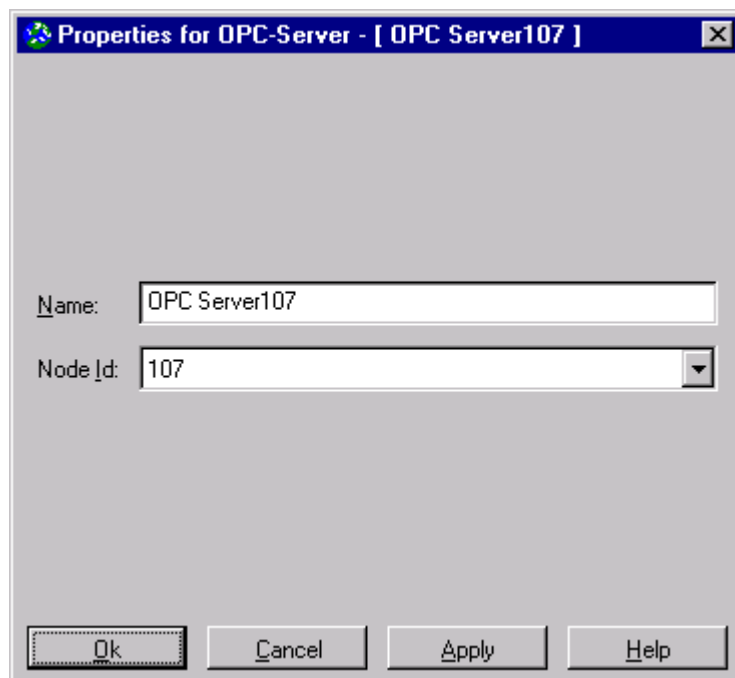 Properties for OPC-Server - [ OPC Server107 ]
Name: OPC Server107
Node Id: 107
Ok Cancel Apply Help